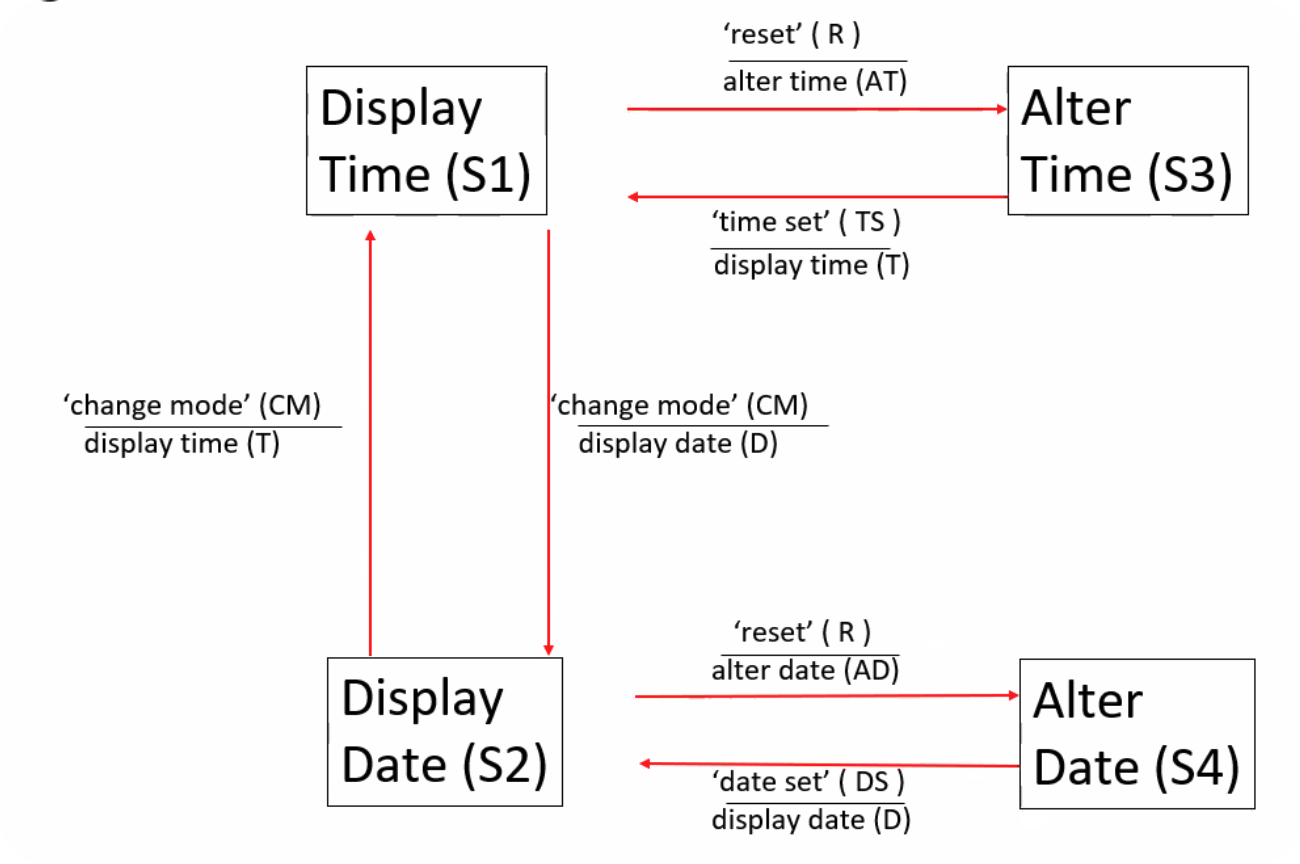 ‘reset’ ( R )
alter time (AT)
Display
Time (S1)
Alter
Time (S3)
‘time set’ ( TS )
display time (T)
‘change mode’ (CM)
display time (T)
‘change mode’ (CM)
display date (D)
‘reset’ ( R )
alter date (AD)
Display
Date (S2)
Alter
Date (S4)
‘date set’ ( DS )
display date (D)